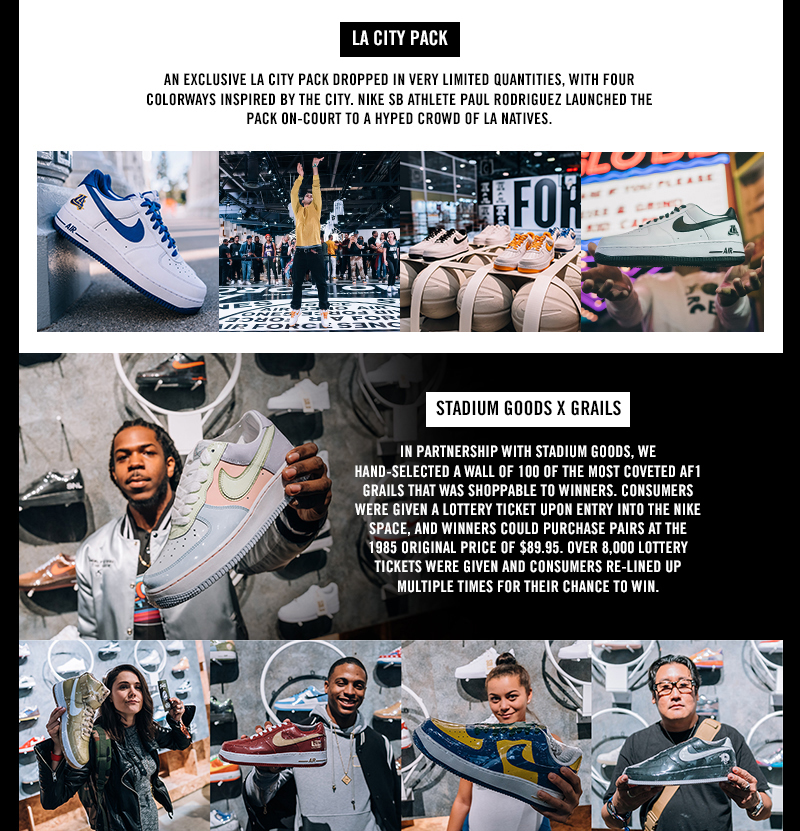 LA CITY PACK
AN EXCLUSIVE LA CITY PACK DROPPED IN VERY LIMITED QUANTITIES, WITH FOUR
COLORWAYS INSPIRED BY THE CITY. NIKE SB ATHLETE PAUL RODRIGUEZ LAUNCHED THE
PACK ON-COURT TO A HYPED CROWD OF LA NATIVES.
AIR
FOR
AIR
STADIUM GOODS X GRAILS
IN PARTNERSHIP WITH STADIUM GOODS, WE
HAND-SELECTED A WALL OF 100 OF THE MOST COVETED AF1
GRAILS THAT WAS SHOPPABLE TO WINNERS. CONSUMERS
WERE GIVEN A LOTTERY TICKET UPON ENTRY INTO THE NIKE
SPACE, AND WINNERS COULD PURCHASE PAIRS AT THE
1985 ORIGINAL PRICE OF $89.95. OVER 8,000 LOTTERY
TICKETS WERE GIVEN AND CONSUMERS RE-LINED UP
MULTIPLE TIMES FOR THEIR CHANCE TO WIN.